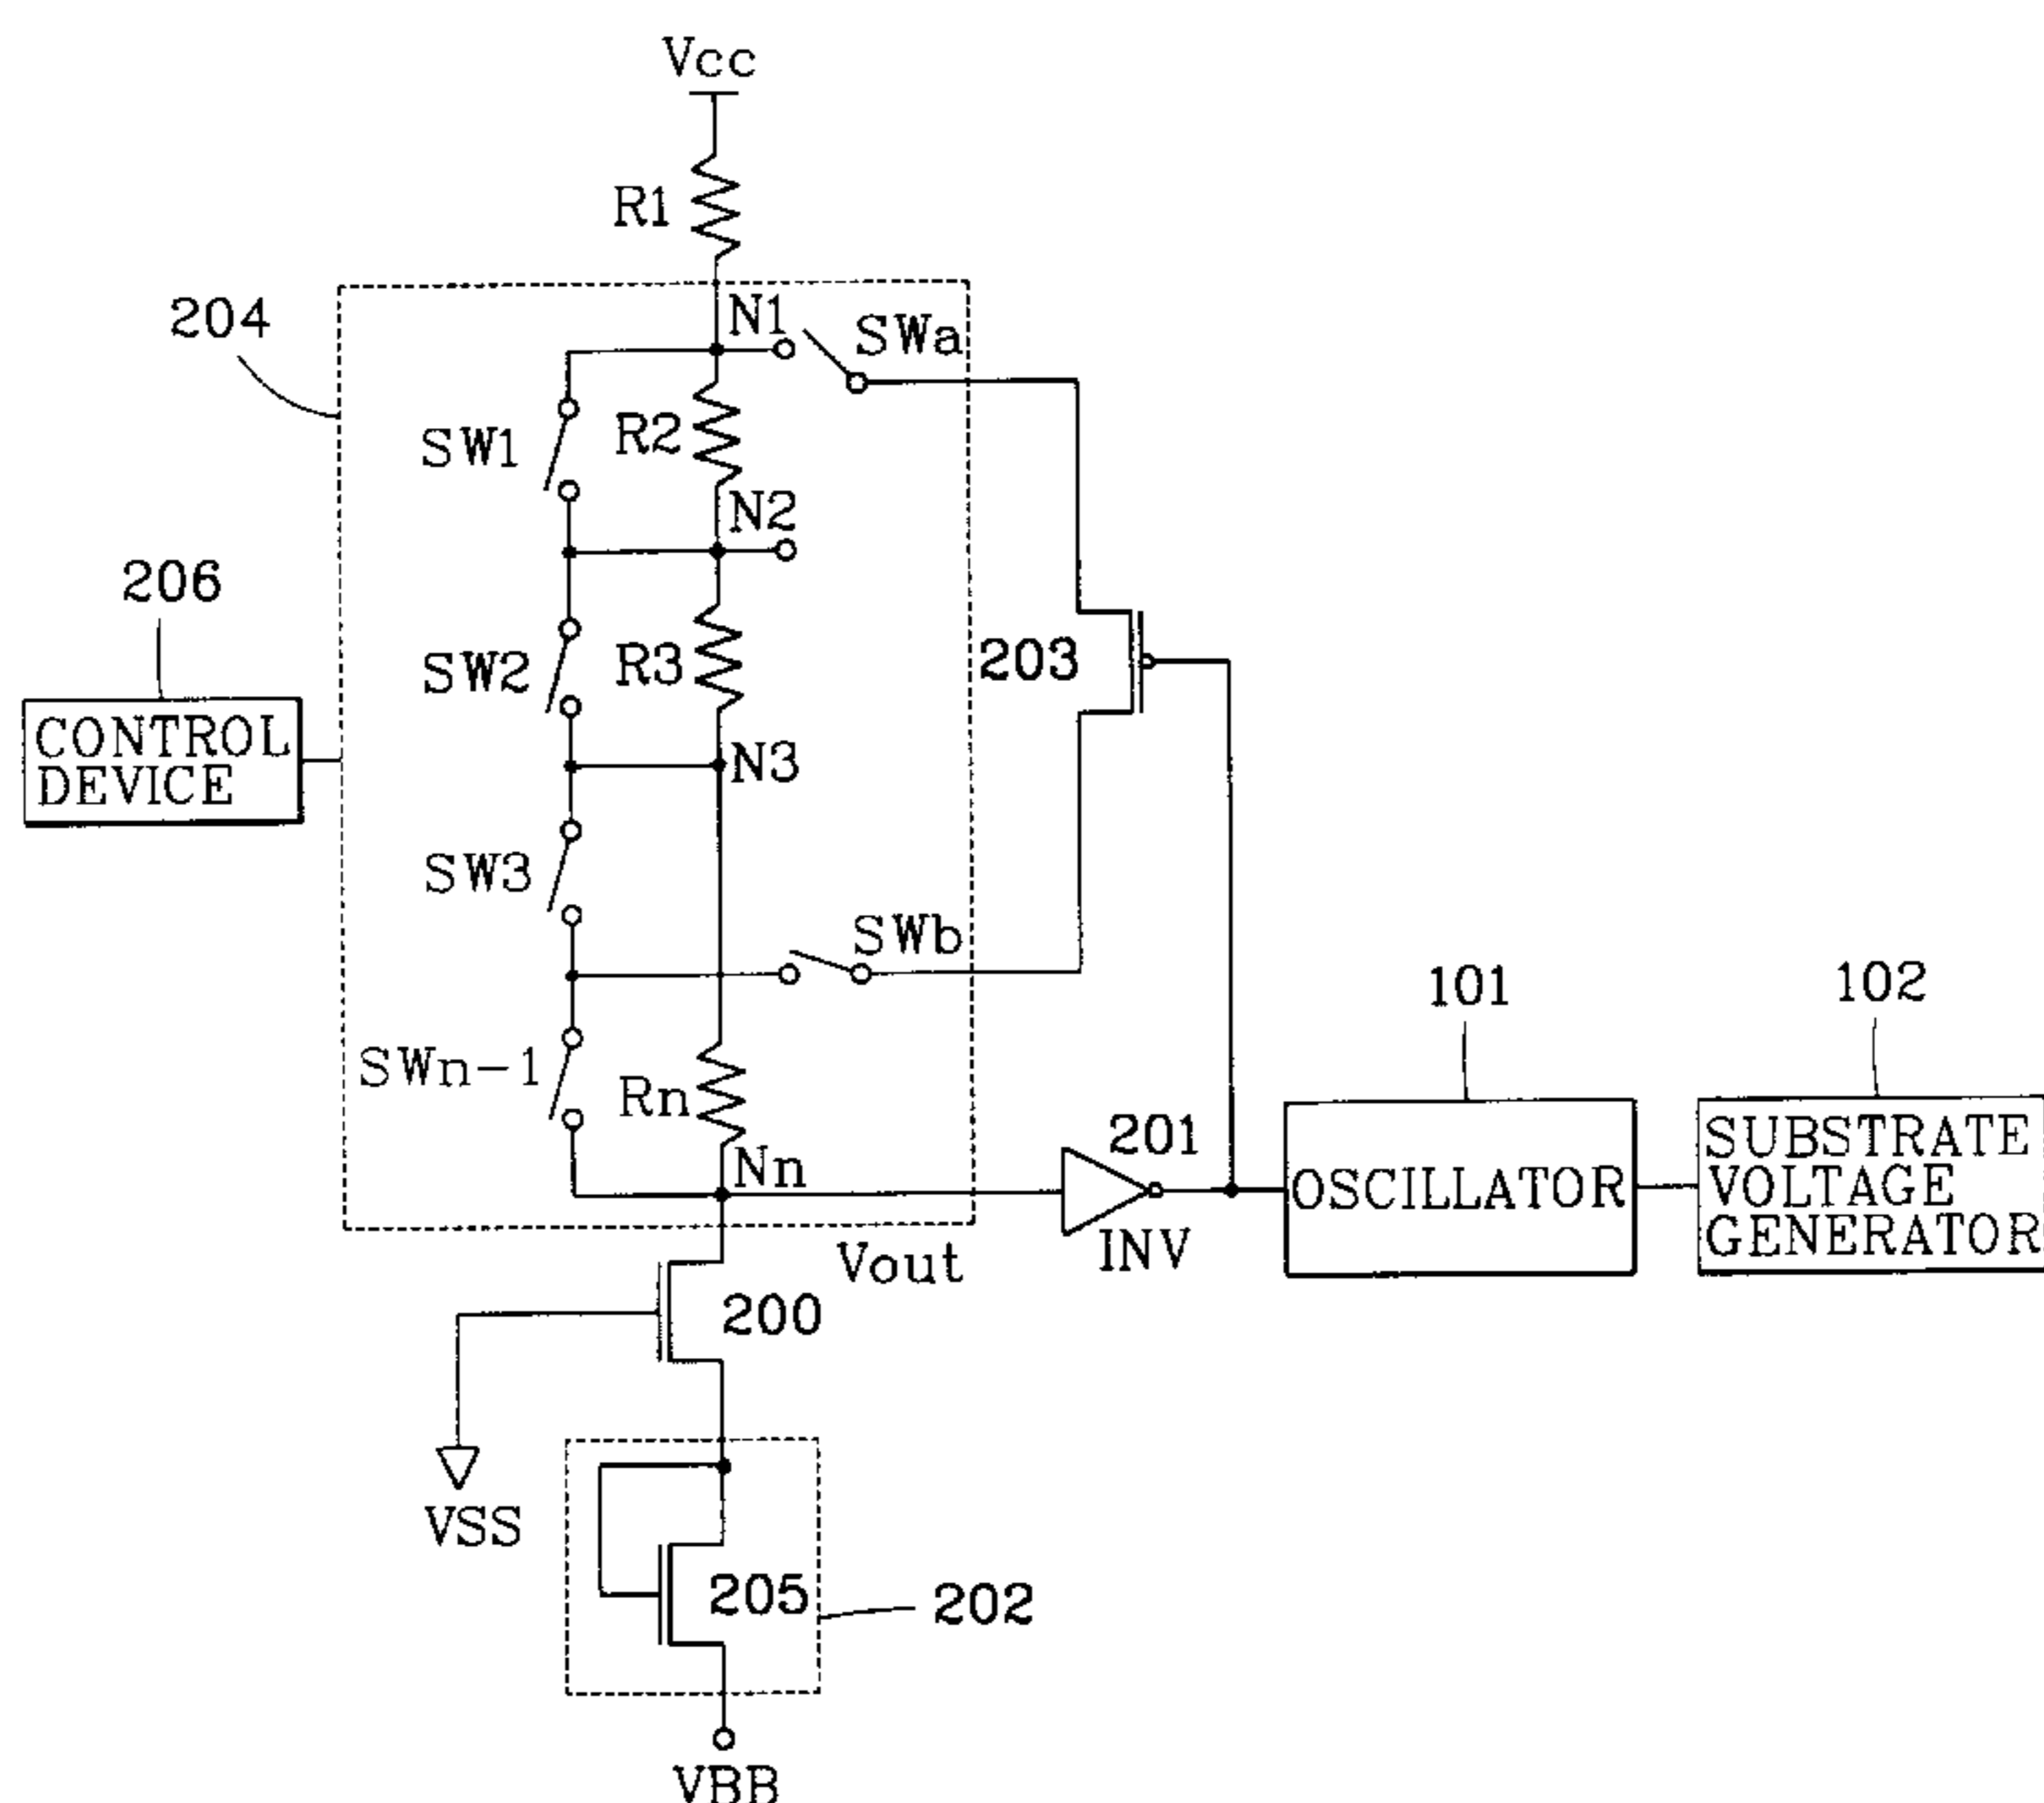 Vcc
R1
204
N1
SWa
SW1
R2
N2
206
SW2
R3
203
CONTROL
DEVICE
N3
SW3
SWb
101
102
SWn-1
Rn
201
Nn
OSCILLATOR
SUBSTRATE
VOLTAGE
GENERATOR
INV
Vout
200
VSS
205
202
VBB